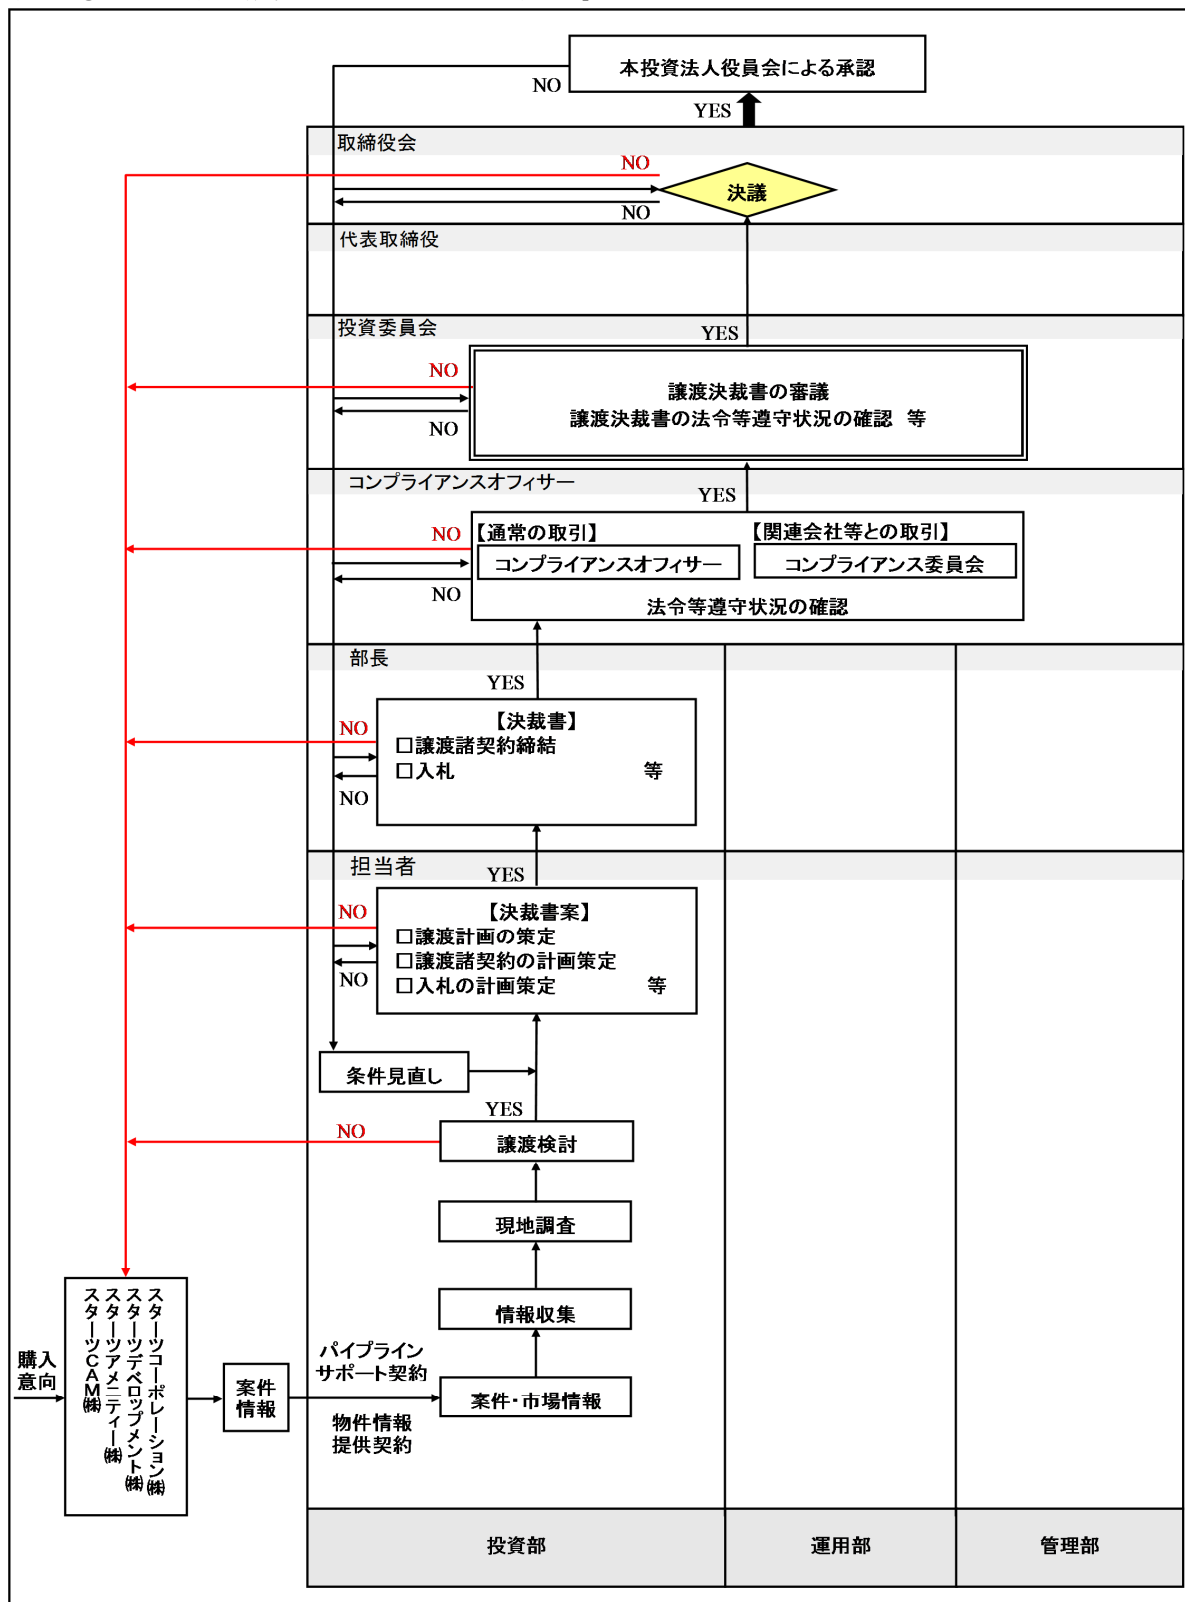 本投資法人役員会による承認
NO
YES
取締役会
NO
決議
NO
代表取締役
投資委員会
YES
NO
譲渡決裁書の審議
譲渡決裁書の法令等遵守状況の確認 等
NO
コンプライアンスオフィサー
YES
NO
【通常の取引】
【関連会社等との取引】
コンプライアンスオフィサー
コンプライアンス委員会
NO
法令等遵守状況の確認
部長
YES
NO
【決裁書】
□譲渡諸契約締結
□入札 等
NO
担当者
YES
NO
【決裁書案】
□譲渡計画の策定
□譲渡諸契約の計画策定
□入札の計画策定 等
NO
条件見直し
YES
NO
譲渡検討
現地調査
情報収集
購入
意向
スターツコーポレーション㈱
スターツデベロップメント㈱
スターツアメニティー㈱
スターツCAM㈱
案件
情報
パイプライン
サポート契約
物件情報
提供契約
案件・市場情報
投資部
運用部
管理部